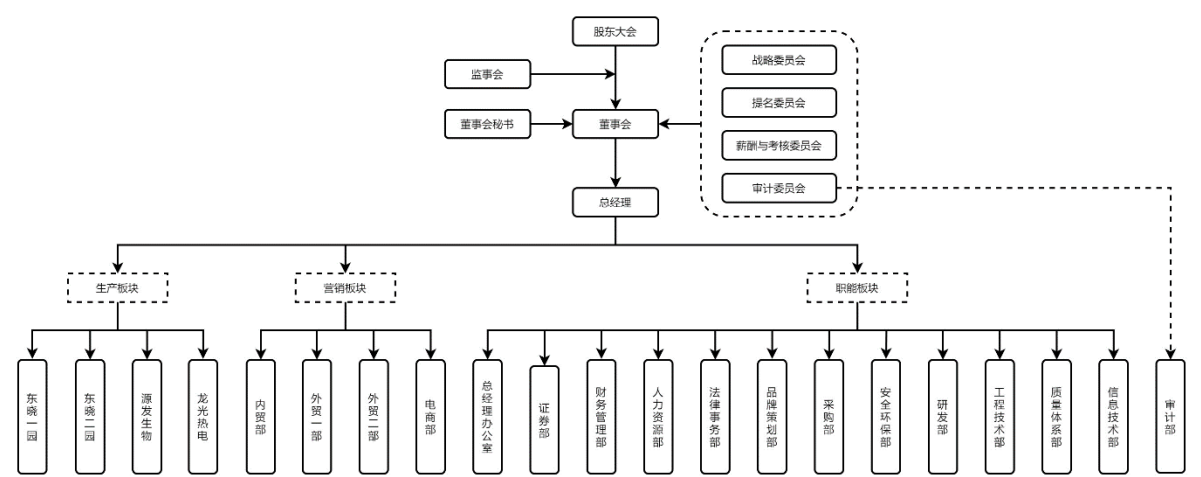 股东大会
监事会
战略委员会
提名委员会
董事会秘书
董事会
薪酬与考核委员会
审计委员会
总经理
生产板块
营销板块
职能板块
东晓一园
东晓二园
源发生物
龙光热电
内贸部
外贸一部
外贸二部
电商部
总经理办公室
证券部
财务管理部
人力资源部
法律事务部
品牌策划部
采购部
安全环保部
研发部
工程技术部
质量体系部
信息技术部
审计部